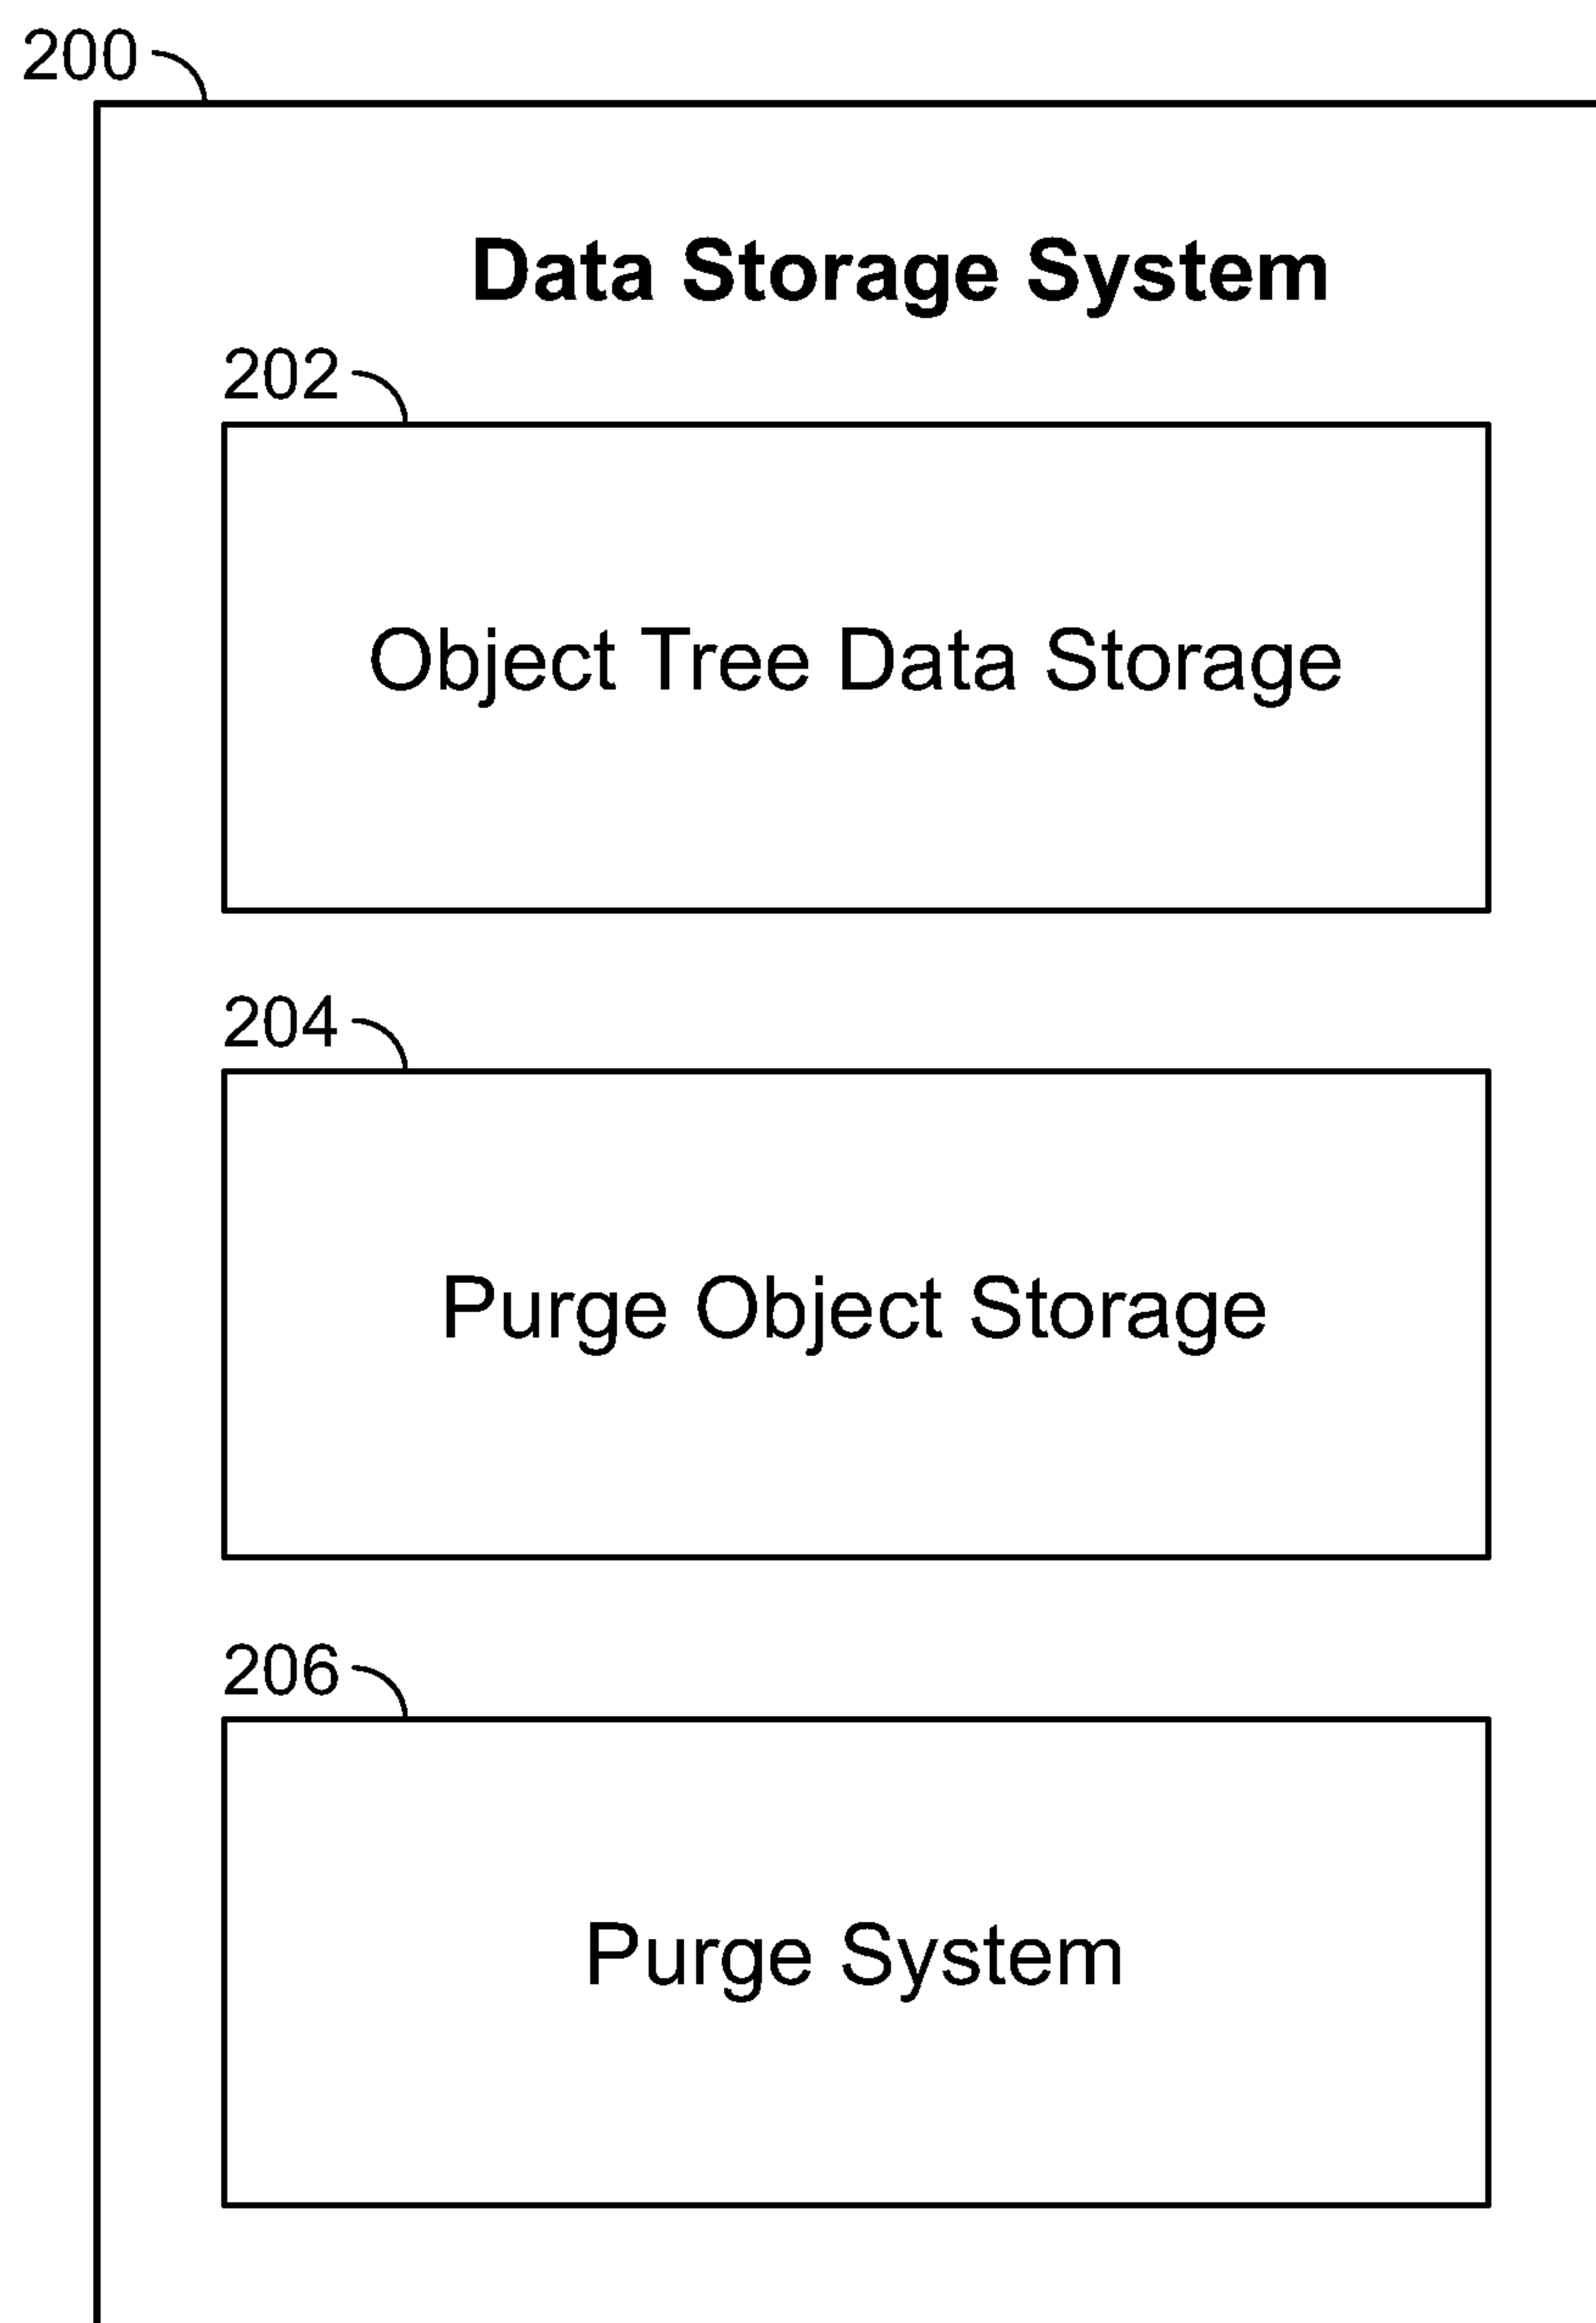 200
Data Storage System
202
Object Tree Data Storage
204
Purge Object Storage
206
Purge System